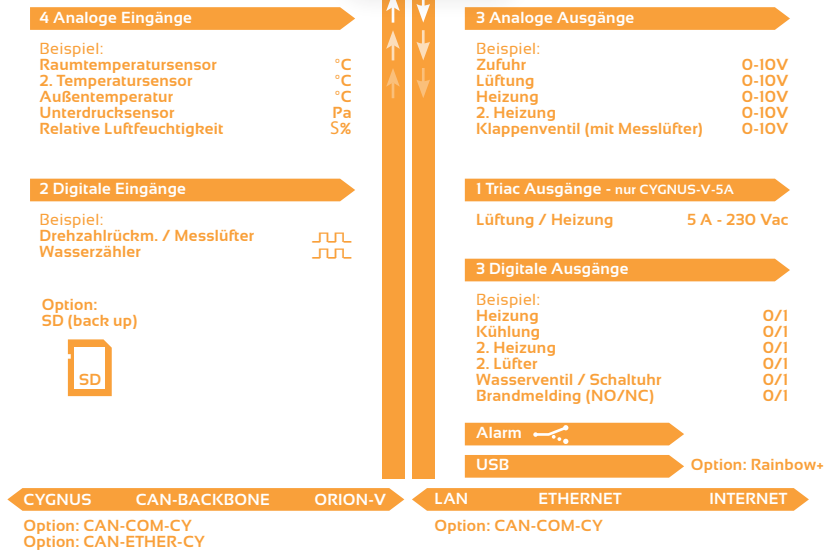 4 Analoge Eingänge
Beispiel:
Raumtemperatursensor °C
2. Temperatursensor °C
Außentemperatur °C
Unterdrucksensor Pa
Relative Luftfeuchtigkeit S%
2 Digitale Eingänge
Beispiel:
Drehzahlrückm. / Messlüfter
Wasserzähler
Option:
SD (back up)
SD
3 Analoge Ausgänge
Beispiel:
Zufuhr 0-10V
Lüftung 0-10V
Heizung 0-10V
2. Heizung 0-10V
Klappenventil (mit Messlüfter) 0-10V
1 Triac Ausgänge - nur CYGNUS-V-5A
Lüftung / Heizung 5 A - 230 Vac
3 Digitale Ausgänge
Beispiel:
Heizung 0/1
Kühlung 0/1
2. Heizung 0/1
2. Lüfter 0/1
Wasserventil / Schaltuhr 0/1
Brandmelding (NO/NC) 0/1
Alarm
USB Option: Rainbow+
CYGNUS CAN-BACKBONE ORION-V
Option: CAN-COM-CY
Option: CAN-ETHER-CY
LAN ETHERNET INTERNET
Option: CAN-COM-CY